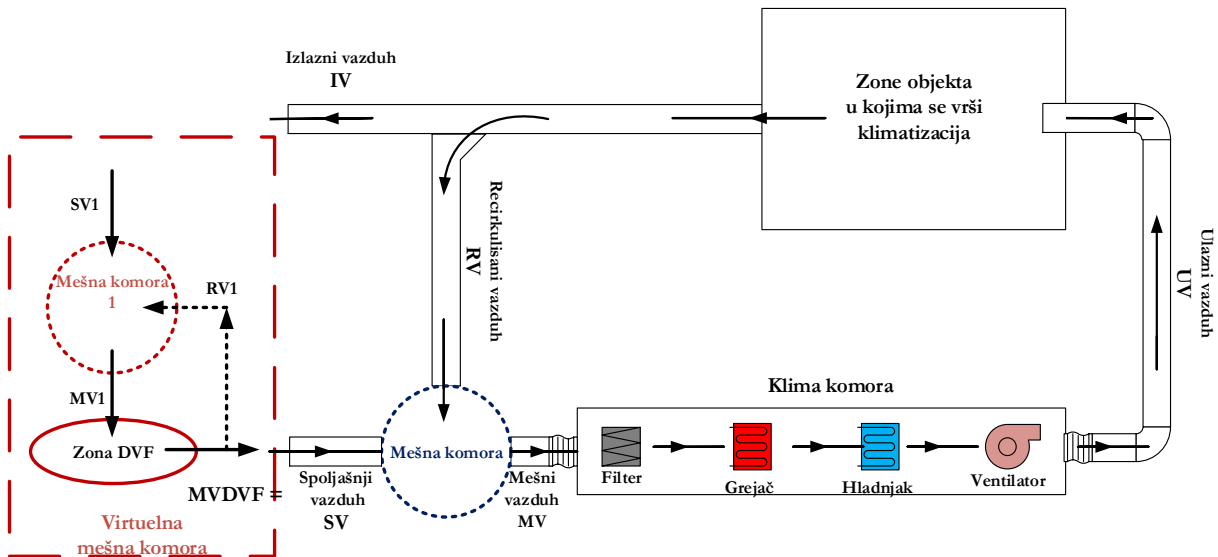 Izlazni vazduh
IV
Zone objekta
u kojima se vrši
klimatizacija
SV1
Mešna komora
1
RV1
MV1
Zona DVF
MVDVF =
Virtuelna
mešna komora
Recirkulisani vazduh
RV
Mešna komora
Spoljašnji
vazduh
SV
Mešni
vazduh
MV
Klima komora
Filter
Grejač
Hladnjak
Ventilator
Ulazni vazduh
UV